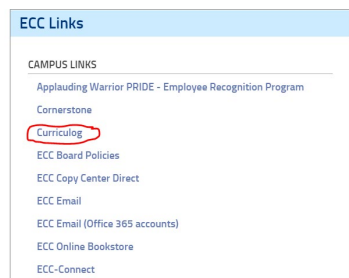 ECC Links
CAMPUS LINKS
Applauding Warrior PRIDE - Employee Recognition Program
Cornerstone
Curriculog
ECC Board Policies
ECC Copy Center Direct
ECC Email
ECC Email (Office 365 accounts)
ECC Online Bookstore
ECC-Connect